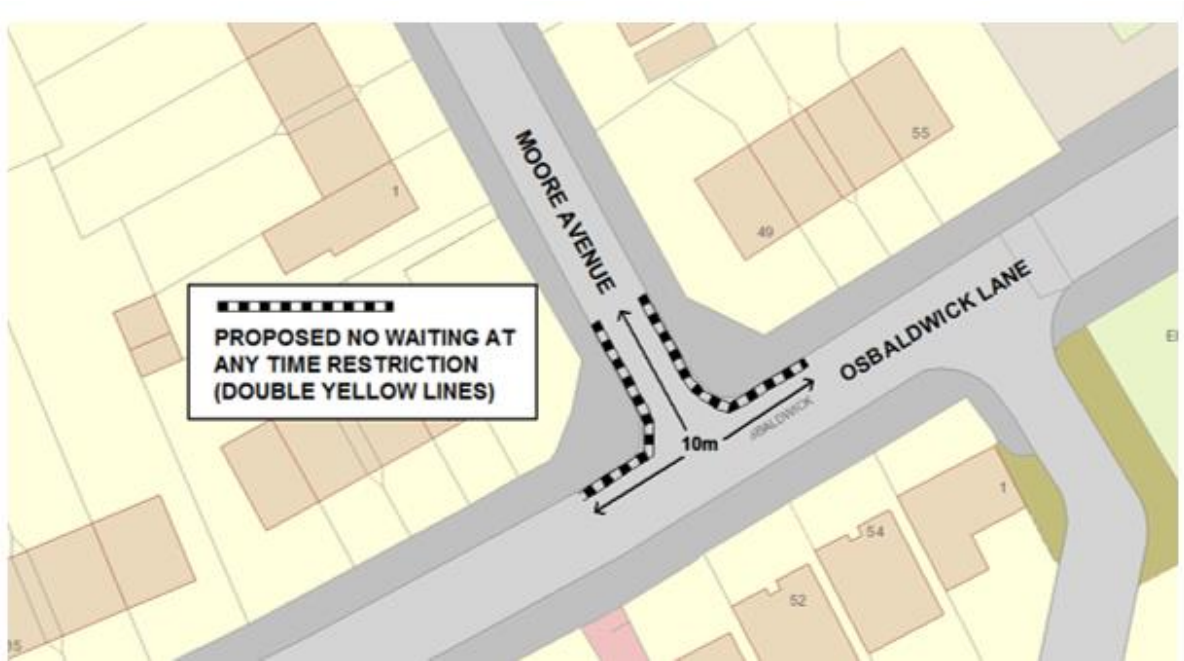 MOORE AVENUE
1
55
49
PROPOSED NO WAITING AT
ANY TIME RESTRICTION
(DOUBLE YELLOW LINES)
OSBALDWICK LANE
10m
1
54
52